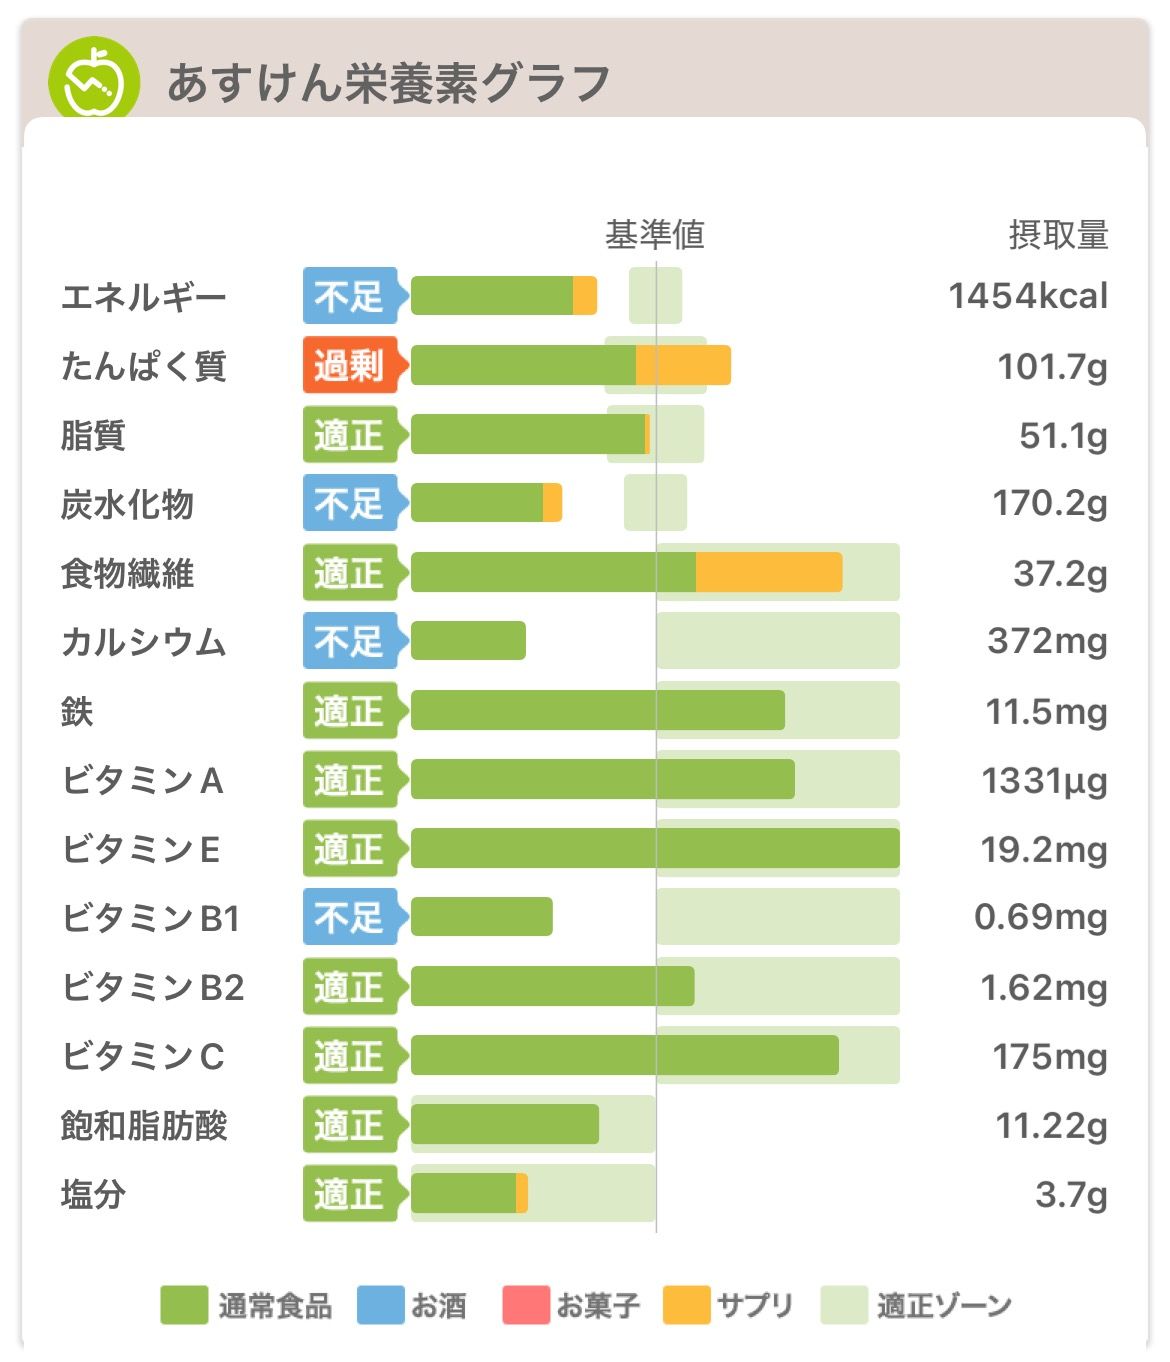 あすけん栄養素グラフ
基準値 摂取量
エネルギー 不足 1454kcal
たんぱく質 過剰 101.7g
脂質 適正 51.1g
炭水化物 不足 170.2g
食物繊維 適正 37.2g
カルシウム 不足 372mg
鉄 適正 11.5mg
ビタミンA 適正 1331μg
ビタミンE 適正 19.2mg
ビタミンB1 不足 0.69mg
ビタミンB2 適正 1.62mg
ビタミンC 適正 175mg
飽和脂肪酸 適正 11.22g
塩分 適正 3.7g
通常食品 お酒 お菓子 サプリ 適正ゾーン